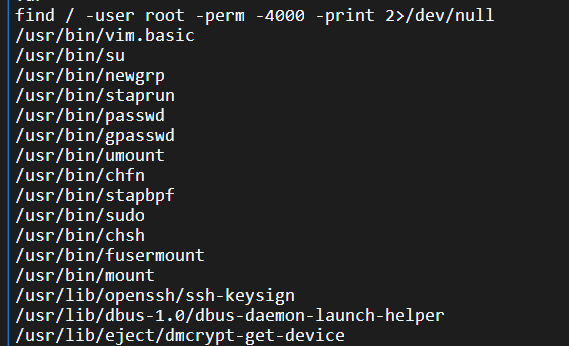 find / -user root -perm -4000 -print 2>/dev/null
/usr/bin/vim.basic
/usr/bin/su
/usr/bin/newgrp
/usr/bin/staprun
/usr/bin/passwd
/usr/bin/gpasswd
/usr/bin/umount
/usr/bin/chfn
/usr/bin/stapbpf
/usr/bin/sudo
/usr/bin/chsh
/usr/bin/fusermount
/usr/bin/mount
/usr/lib/openssh/ssh-keysign
/usr/lib/dbus-1.0/dbus-daemon-launch-helper
/usr/lib/eject/dmcrypt-get-device